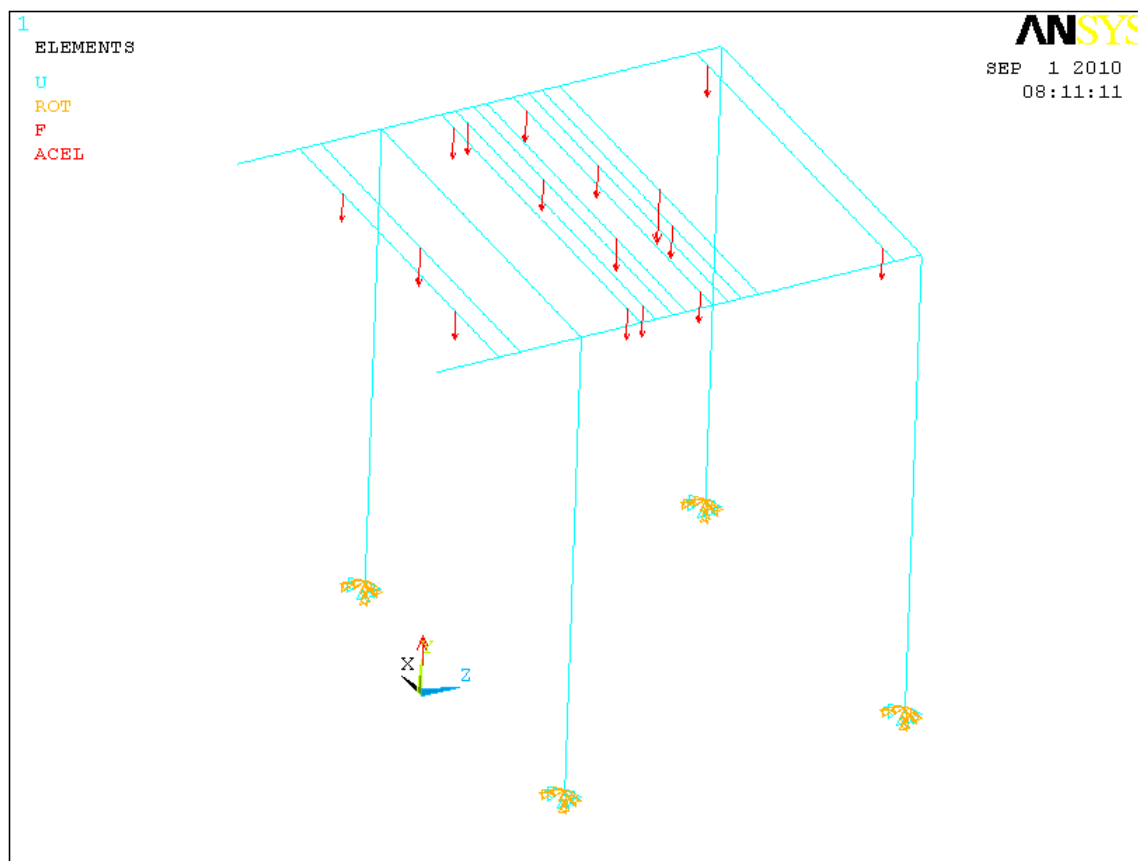 1
ELEMENTS
U
ROT
F
ACEL
ANSYS
SEP 1 2010
08:11:11
X
Y
Z